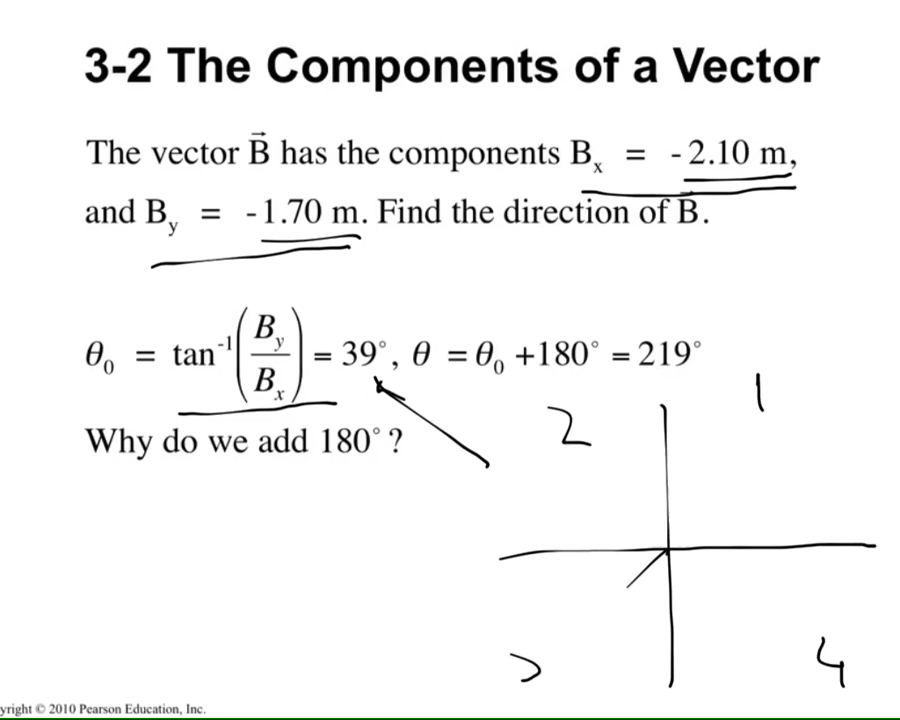 3-2 The Components of a Vector
The vector B⃗ has the components Bₓ = -2.10 m,
and B_y = -1.70 m. Find the direction of B⃗.
θ₀ = tan⁻¹(B_y/Bₓ) = 39°, θ = θ₀ +180° = 219°
Why do we add 180° ?
1
2
4
yright © 2010 Pearson Education, Inc.